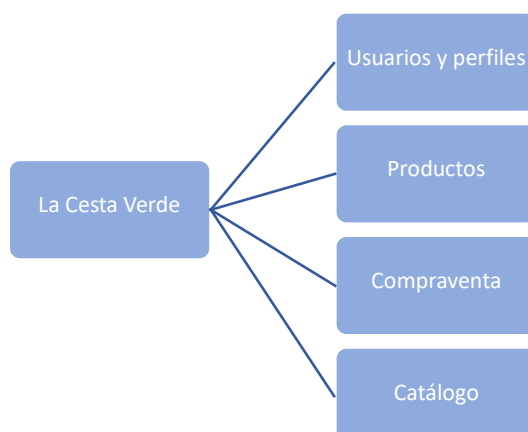 Usuarios y perfiles
Productos
La Cesta Verde
Compraventa
Catálogo